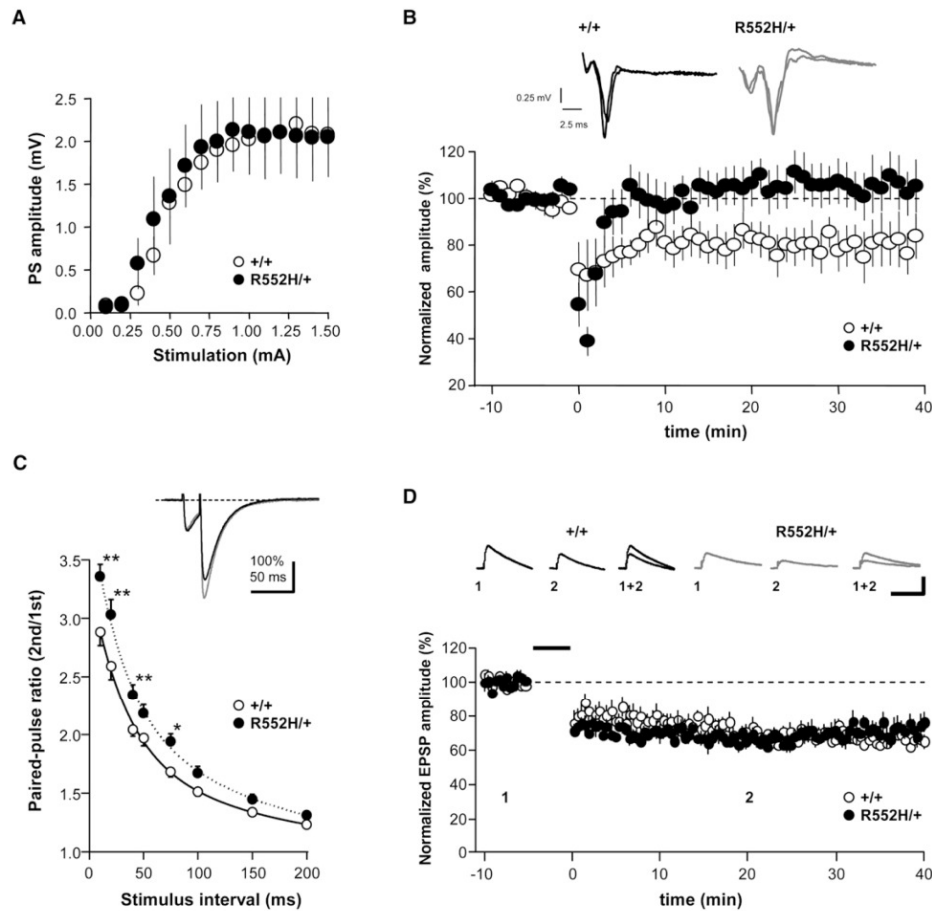 A
PS amplitude (mV)
2.5
2.0
1.5
1.0
0.5
0.0
0.00 0.25 0.50 0.75 1.00 1.25 1.50
Stimulation (mA)
+/+
R552H/+
B
+/+ R552H/+
0.25 mV
2.5 ms
Normalized amplitude (%)
120
100
80
60
40
20
-10 0 10 20 30 40
time (min)
+/+
R552H/+
C
100%
50 ms
Paired-pulse ratio (2nd/1st)
3.5
3.0
2.5
2.0
1.5
1.0
**
**
**
*
+/+
R552H/+
0 50 100 150 200
Stimulus interval (ms)
D
+/+ R552H/+
1 2 1+2 1 2 1+2
Normalized EPSP amplitude (%)
120
100
80
60
40
20
0
1 2
+/+
R552H/+
-10 0 10 20 30 40
time (min)